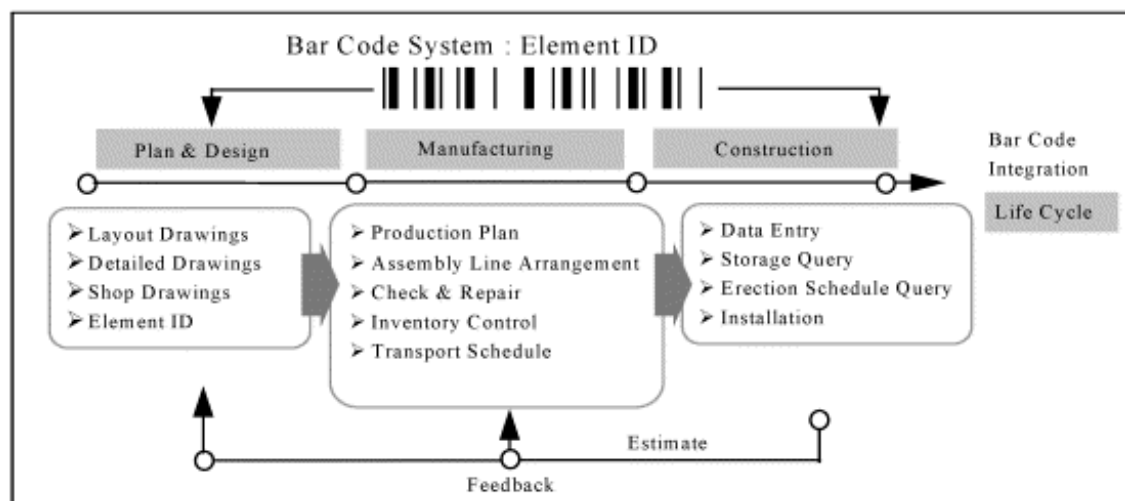 Bar Code System : Element ID
Plan & Design
Manufacturing
Construction
Bar Code
Integration
Life Cycle
➤ Layout Drawings
➤ Detailed Drawings
➤ Shop Drawings
➤ Element ID
➤ Production Plan
➤ Assembly Line Arrangement
➤ Check & Repair
➤ Inventory Control
➤ Transport Schedule
➤ Data Entry
➤ Storage Query
➤ Erection Schedule Query
➤ Installation
Estimate
Feedback